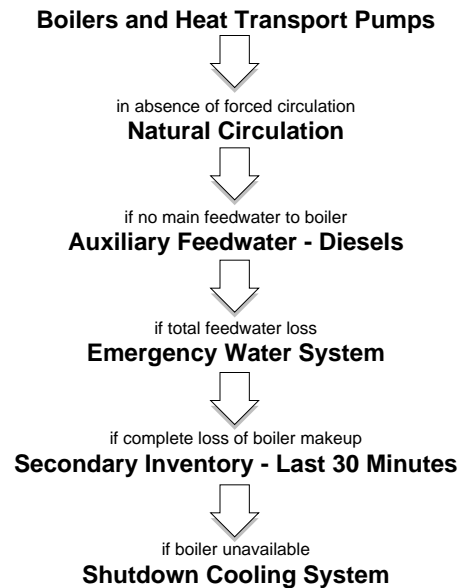 Boilers and Heat Transport Pumps
in absence of forced circulation
Natural Circulation
if no main feedwater to boiler
Auxiliary Feedwater - Diesels
if total feedwater loss
Emergency Water System
if complete loss of boiler makeup
Secondary Inventory - Last 30 Minutes
if boiler unavailable
Shutdown Cooling System